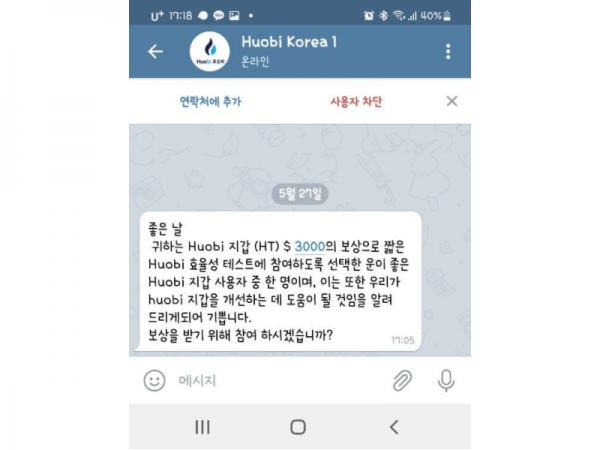 U+ 17:18 40%
Huobi Korea 1
Huobi
온라인
연락처에 추가 사용자 차단
5월 27일
좋은 날
귀하는 Huobi 지갑 (HT) $ 3000의 보상으로 짧은
Huobi 효율성 테스트에 참여하도록 선택한 운이 좋은
Huobi 지갑 사용자 중 한 명이며, 이는 또한 우리가
huobi 지갑을 개선하는 데 도움이 될 것임을 알려
드리게되어 기쁩니다.
보상을 받기 위해 참여 하시겠습니까?
17:05
메시지